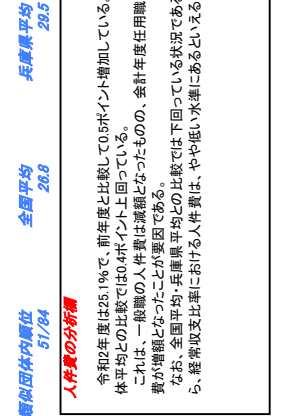 類似団体内順位 全国平均 兵庫県平均
51/84 26.8 29.5
人件費の分析欄
令和2年度は25.1％で、前年度と比較して0.5ポイント増加している。
体平均との比較では0.4ポイント上回っている。
これは、一般職の人件費は減額となったものの、会計年度任用職
費が増額となったことが要因である。
なお、全国平均・兵庫県平均との比較では下回っている状況である
ら、経常収支比率における人件費は、やや低い水準にあるといえる